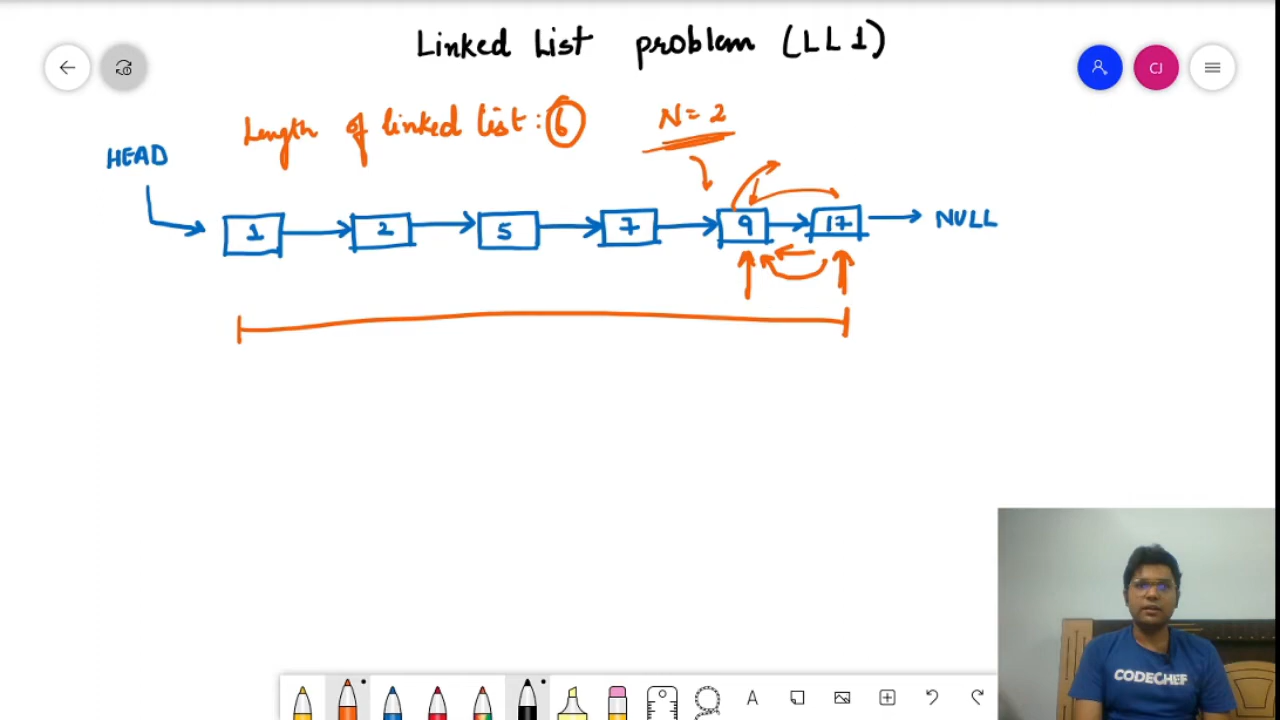 Linked List problem (LL1)
CJ
Length of linked list: 6
N = 2
HEAD
1 2 5 7 9 17 NULL
CODECHEF
A